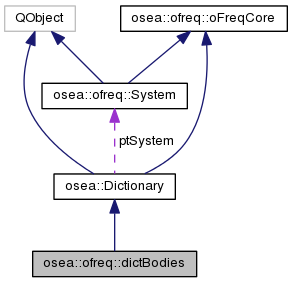 QObject
osea::ofreq::oFreqCore
osea::ofreq::System
ptSystem
osea::Dictionary
osea::ofreq::dictBodies